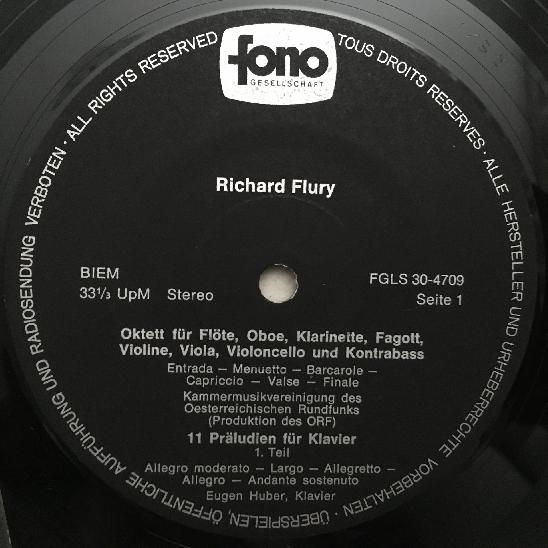 fono
GESELLSCHAFT
Richard Flury
BIEM
33⅓ UpM Stereo
FGLS 30-4709
Seite 1
Oktett für Flöte, Oboe, Klarinette, Fagott,
Violine, Viola, Violoncello und Kontrabass
Entrada — Menuetto — Barcarole —
Capriccio — Valse — Finale
Kammermusikvereinigung des
Oesterreichischen Rundfunks
(Produktion des ORF)
11 Präludien für Klavier
1. Teil
Allegro moderato — Largo — Allegretto —
Allegro — Andante sostenuto
Eugen Huber, Klavier
ALL RIGHTS RESERVED
TOUS DROITS RESERVES · ALLE HERSTELLER UND URHEBERRECHTE VORBEHALTEN · ÜBERSPIELEN, ÖFFENTLICHE AUFFÜHRUNG UND RADIOSENDUNG VERBOTEN ·